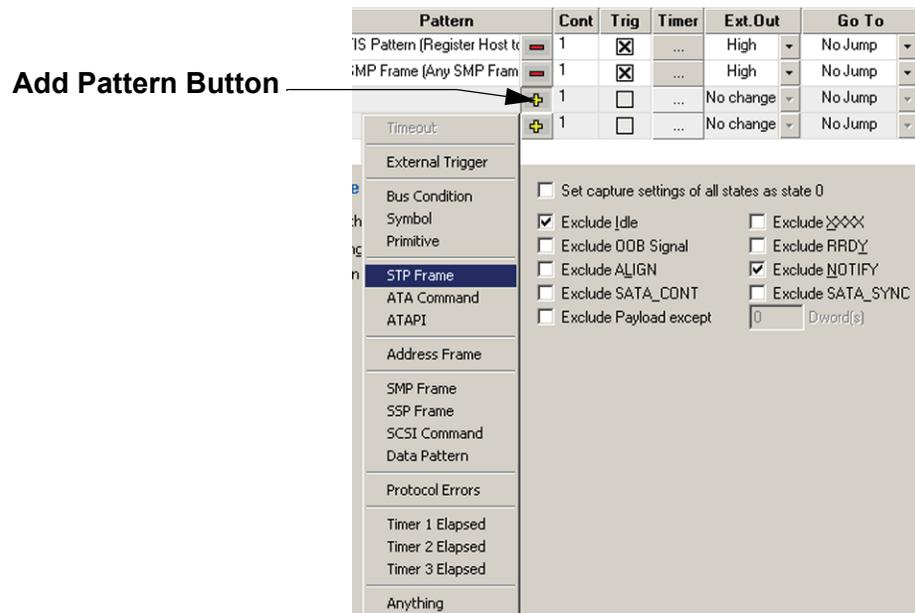 Pattern Cont Trig Timer Ext.Out Go To
TIS Pattern (Register Host to 1 ... High No Jump
SMP Frame (Any SMP Fram 1 ... High No Jump
Add Pattern Button
1 ... No change No Jump
1 ... No change No Jump
Timeout
External Trigger
Bus Condition
Symbol
Primitive
STP Frame
ATA Command
ATAPI
Address Frame
SMP Frame
SSP Frame
SCSI Command
Data Pattern
Protocol Errors
Timer 1 Elapsed
Timer 2 Elapsed
Timer 3 Elapsed
Anything
Set capture settings of all states as state 0
Exclude Idle Exclude XXXX
Exclude OOB Signal Exclude RRDY
Exclude ALIGN Exclude NOTIFY
Exclude SATA_CONT Exclude SATA_SYNC
Exclude Payload except 0 Dword(s)